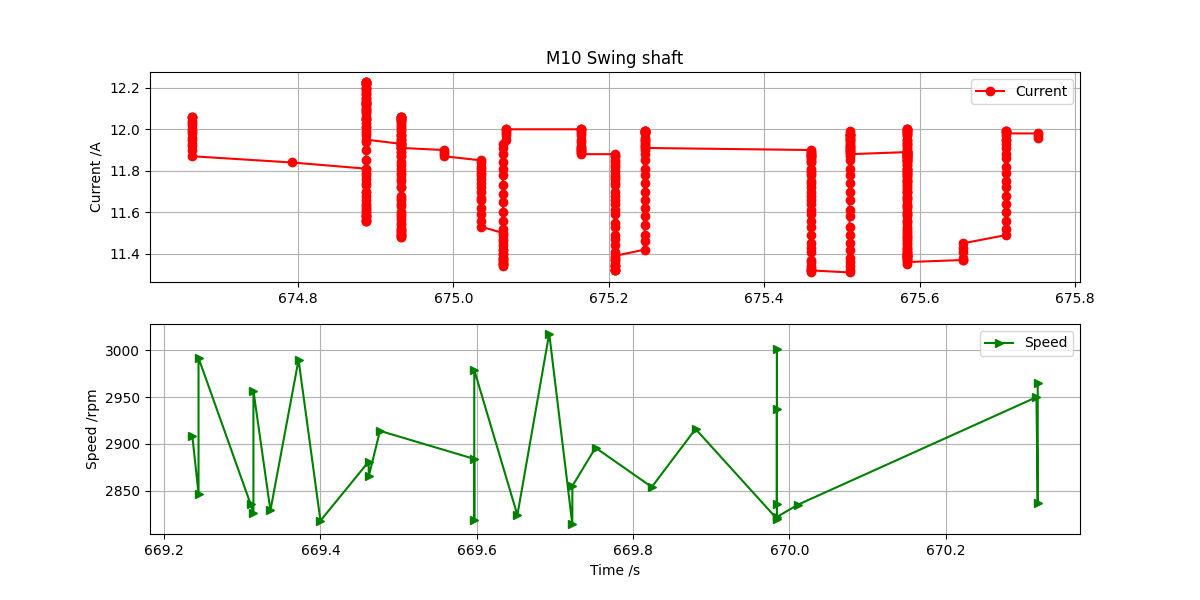 M10 Swing shaft
Current /A
12.2
12.0
11.8
11.6
11.4
Current
674.8 675.0 675.2 675.4 675.6 675.8
Speed /rpm
3000
2950
2900
2850
Speed
669.2 669.4 669.6 669.8 670.0 670.2
Time /s